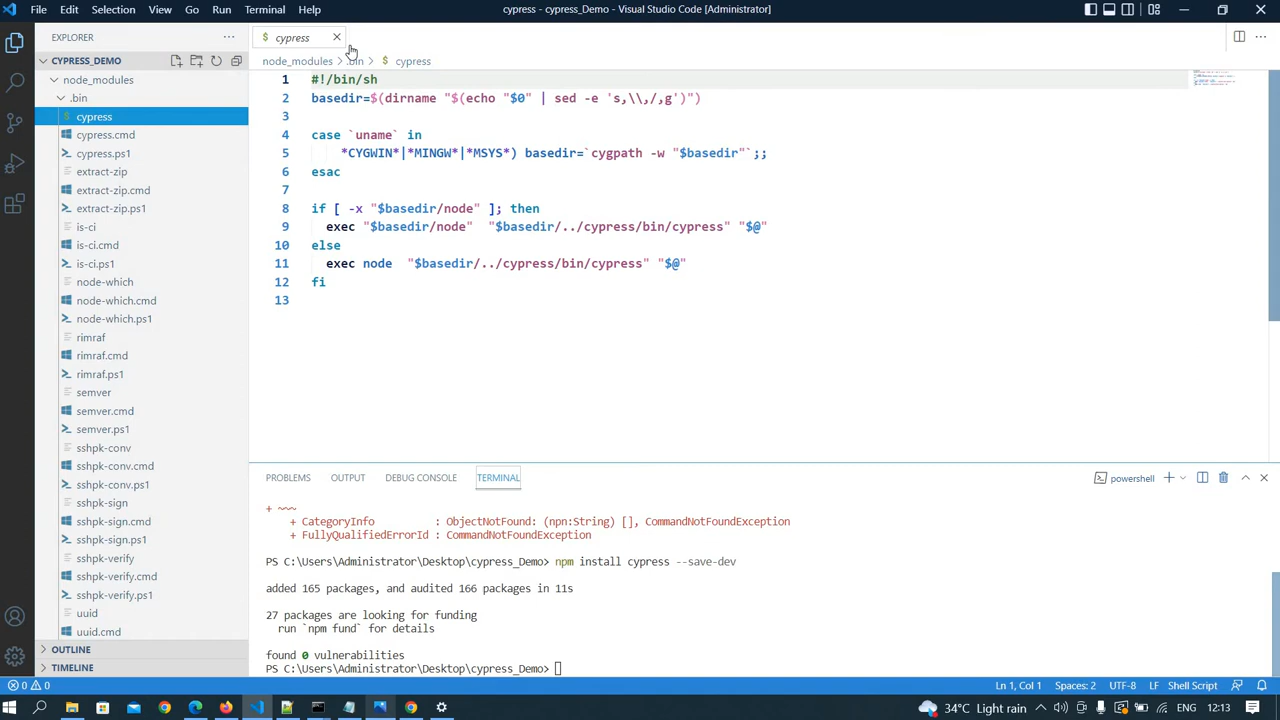 File Edit Selection View Go Run Terminal Help
cypress - cypress_Demo - Visual Studio Code [Administrator]
EXPLORER
CYPRESS_DEMO
node_modules
.bin
cypress
cypress.cmd
cypress.ps1
extract-zip
extract-zip.cmd
extract-zip.ps1
is-ci
is-ci.cmd
is-ci.ps1
node-which
node-which.cmd
node-which.ps1
rimraf
rimraf.cmd
rimraf.ps1
semver
semver.cmd
semver.ps1
sshpk-conv
sshpk-conv.cmd
sshpk-conv.ps1
sshpk-sign
sshpk-sign.cmd
sshpk-sign.ps1
sshpk-verify
sshpk-verify.cmd
sshpk-verify.ps1
uuid
uuid.cmd
OUTLINE
TIMELINE
$ cypress
node_modules > .bin > $ cypress
1 #!/bin/sh
2 basedir=$(dirname "$(echo "$0" | sed -e 's,\\,/,g')")
3
4 case `uname` in
5 *CYGWIN*|*MINGW*|*MSYS*) basedir=`cygpath -w "$basedir"`;;
6 esac
7
8 if [ -x "$basedir/node" ]; then
9 exec "$basedir/node"  "$basedir/../cypress/bin/cypress" "$@"
10 else
11 exec node  "$basedir/../cypress/bin/cypress" "$@"
12 fi
13
PROBLEMS OUTPUT DEBUG CONSOLE TERMINAL
powershell
+ ~~~
+ CategoryInfo          : ObjectNotFound: (npn:String) [], CommandNotFoundException
+ FullyQualifiedErrorId : CommandNotFoundException
PS C:\Users\Administrator\Desktop\cypress_Demo> npm install cypress --save-dev
added 165 packages, and audited 166 packages in 11s
27 packages are looking for funding
run `npm fund` for details
found 0 vulnerabilities
PS C:\Users\Administrator\Desktop\cypress_Demo>
0 0
Ln 1, Col 1 Spaces: 2 UTF-8 LF Shell Script
34°C Light rain ENG 12:13